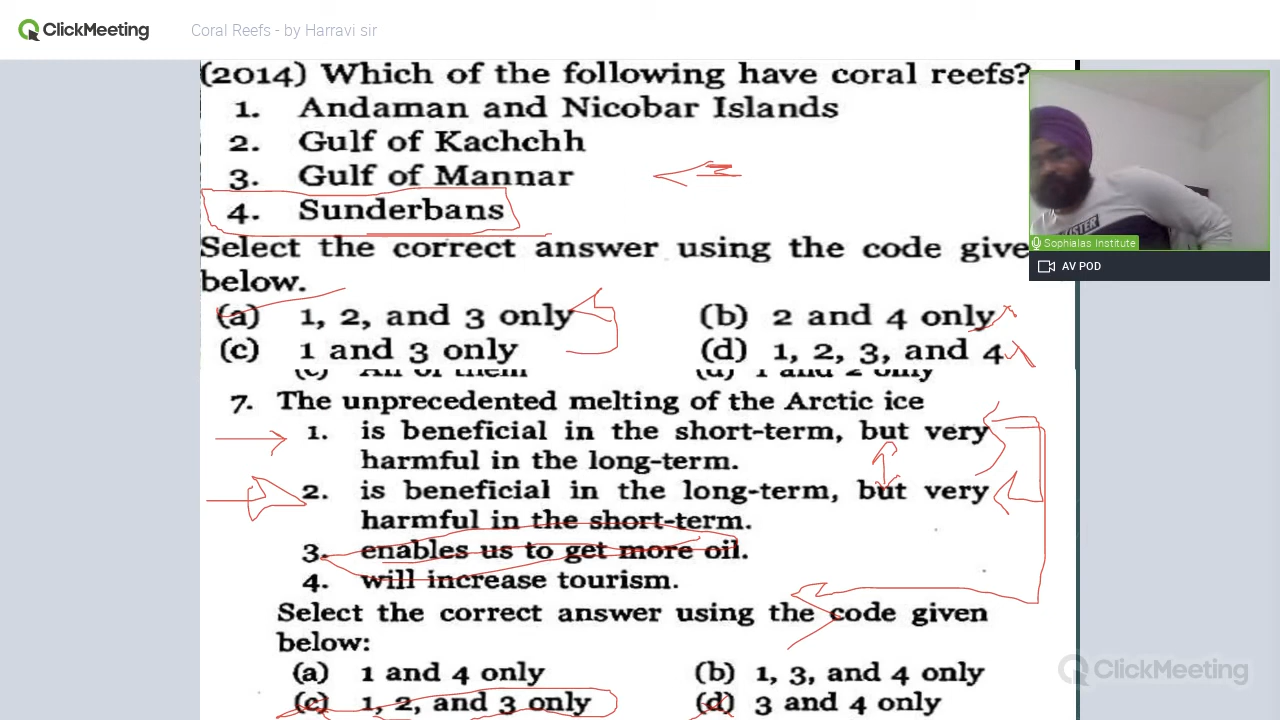 ClickMeeting
Coral Reefs - by Harravi sir
(2014) Which of the following have coral reefs?
1. Andaman and Nicobar Islands
2. Gulf of Kachchh
3. Gulf of Mannar
4. Sunderbans
Select the correct answer using the code give
below.
(a) 1, 2, and 3 only (b) 2 and 4 only
(c) 1 and 3 only (d) 1, 2, 3, and 4
(c) All of them (d) 1 and 2 only
7. The unprecedented melting of the Arctic ice
1. is beneficial in the short-term, but very
harmful in the long-term.
2. is beneficial in the long-term, but very
harmful in the short-term.
3. enables us to get more oil.
4. will increase tourism.
Select the correct answer using the code given
below:
(a) 1 and 4 only (b) 1, 3, and 4 only
(c) 1, 2, and 3 only (d) 3 and 4 only
Sophialas Institute
AV POD
ClickMeeting